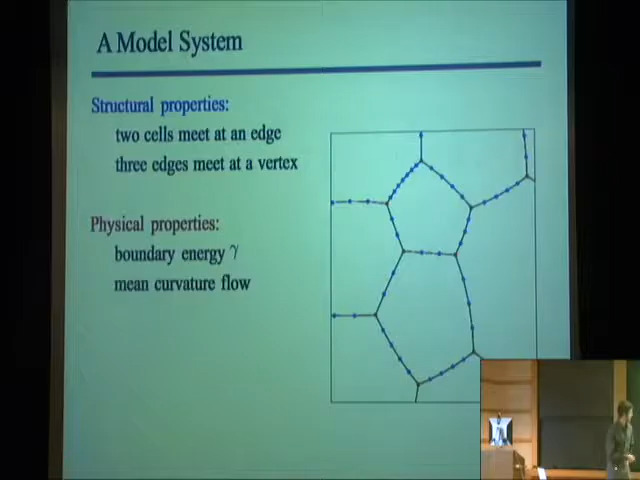 A Model System
Structural properties:
two cells meet at an edge
three edges meet at a vertex
Physical properties:
boundary energy γ
mean curvature flow